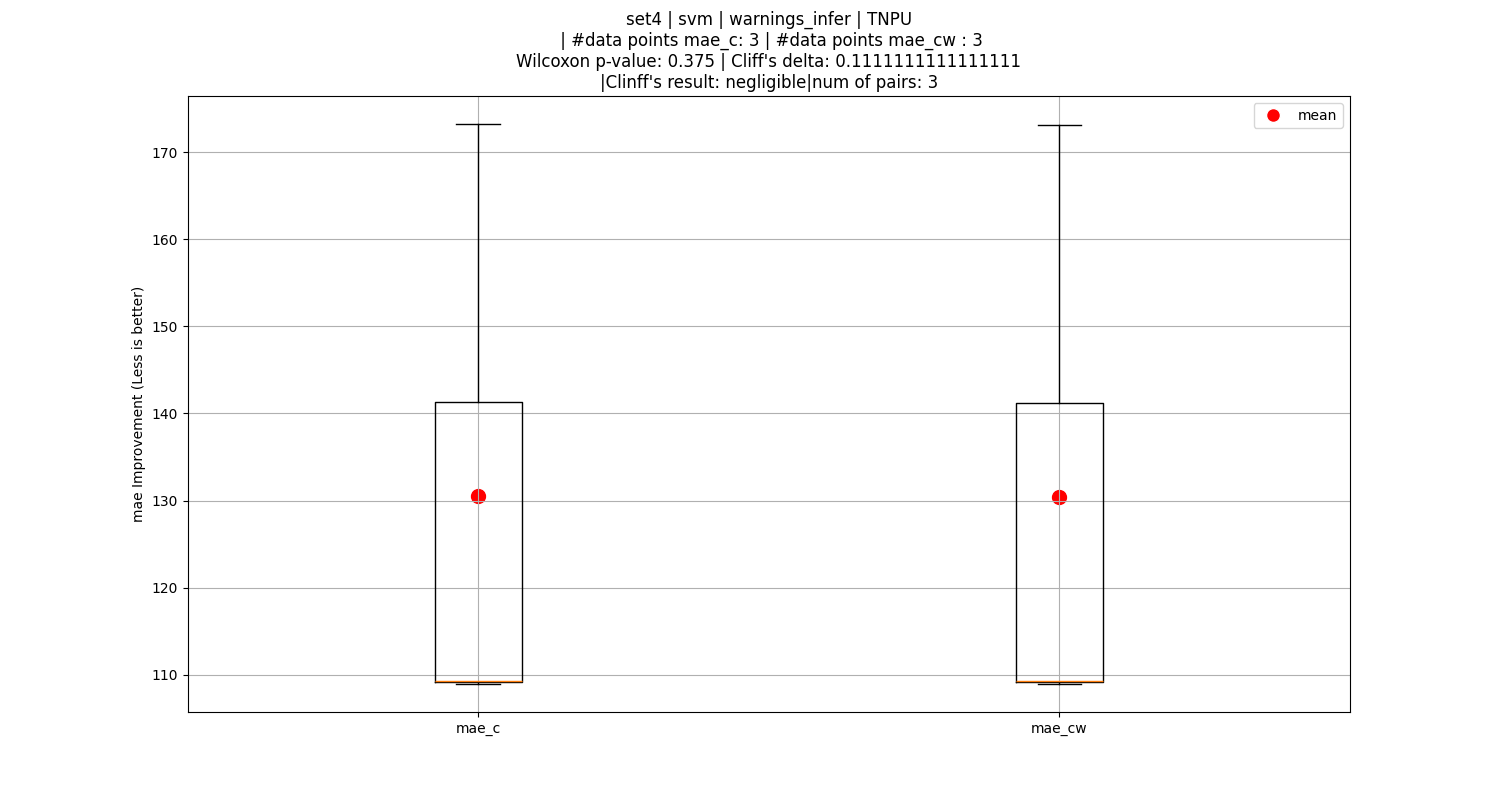 set4 | svm | warnings_infer | TNPU
| #data points mae_c: 3 | #data points mae_cw : 3
Wilcoxon p-value: 0.375 | Cliff's delta: 0.1111111111111111
|Clinff's result: negligible|num of pairs: 3
mean
170
160
150
140
130
120
110
mae Improvement (Less is better)
mae_c
mae_cw